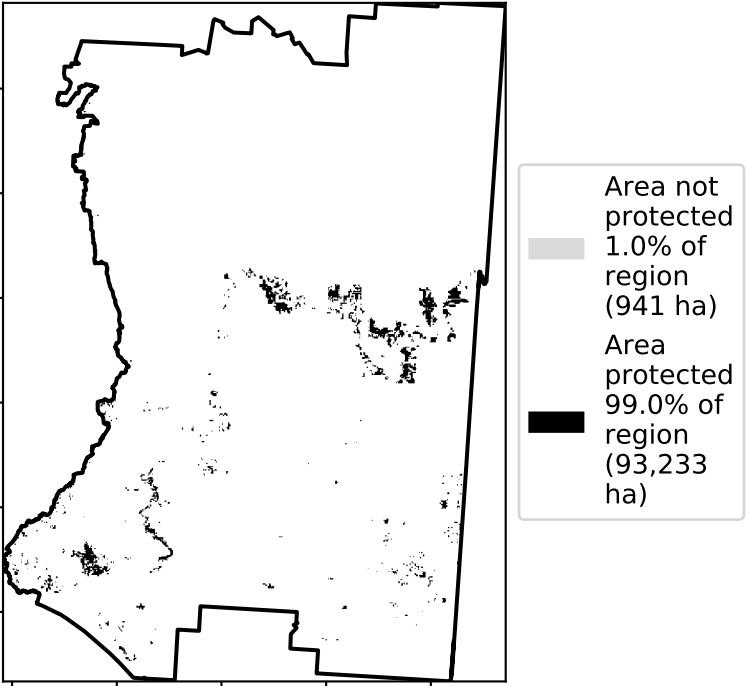 Area not
protected
1.0% of
region
(941 ha)
Area
protected
99.0% of
region
(93,233
ha)